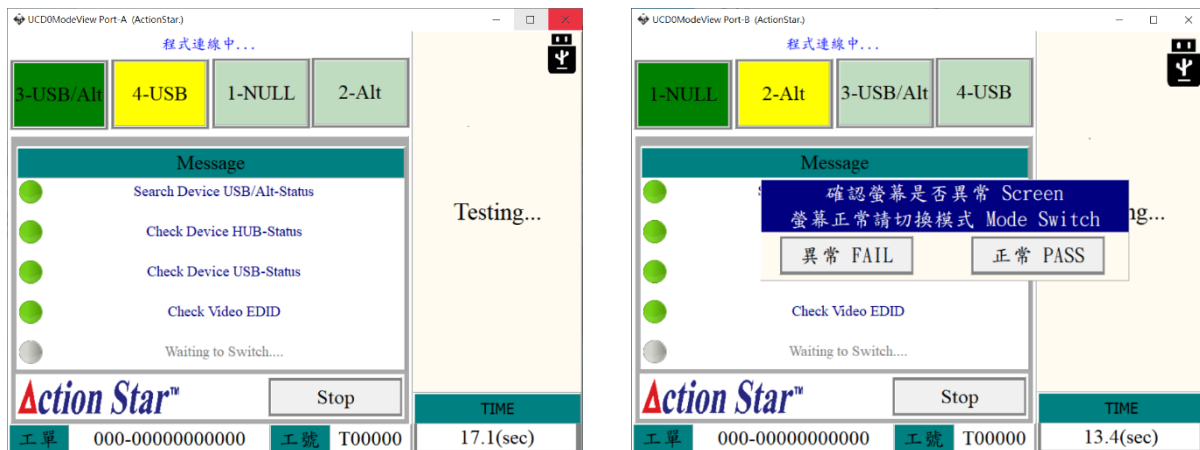 UCD0ModeView Port-A (ActionStar.)
程式連線中...
3-USB/Alt 4-USB 1-NULL 2-Alt
Message
Search Device USB/Alt-Status
Check Device HUB-Status
Check Device USB-Status
Check Video EDID
Waiting to Switch....
Testing...
Action Star™
Stop
TIME
工單 000-00000000000 工號 T00000 17.1(sec)
UCD0ModeView Port-B (ActionStar.)
程式連線中...
1-NULL 2-Alt 3-USB/Alt 4-USB
Message
確認螢幕是否異常 Screen
螢幕正常請切換模式 Mode Switch
異常 FAIL 正常 PASS
Check Video EDID
Waiting to Switch....
Action Star™
Stop
TIME
工單 000-00000000000 工號 T00000 13.4(sec)